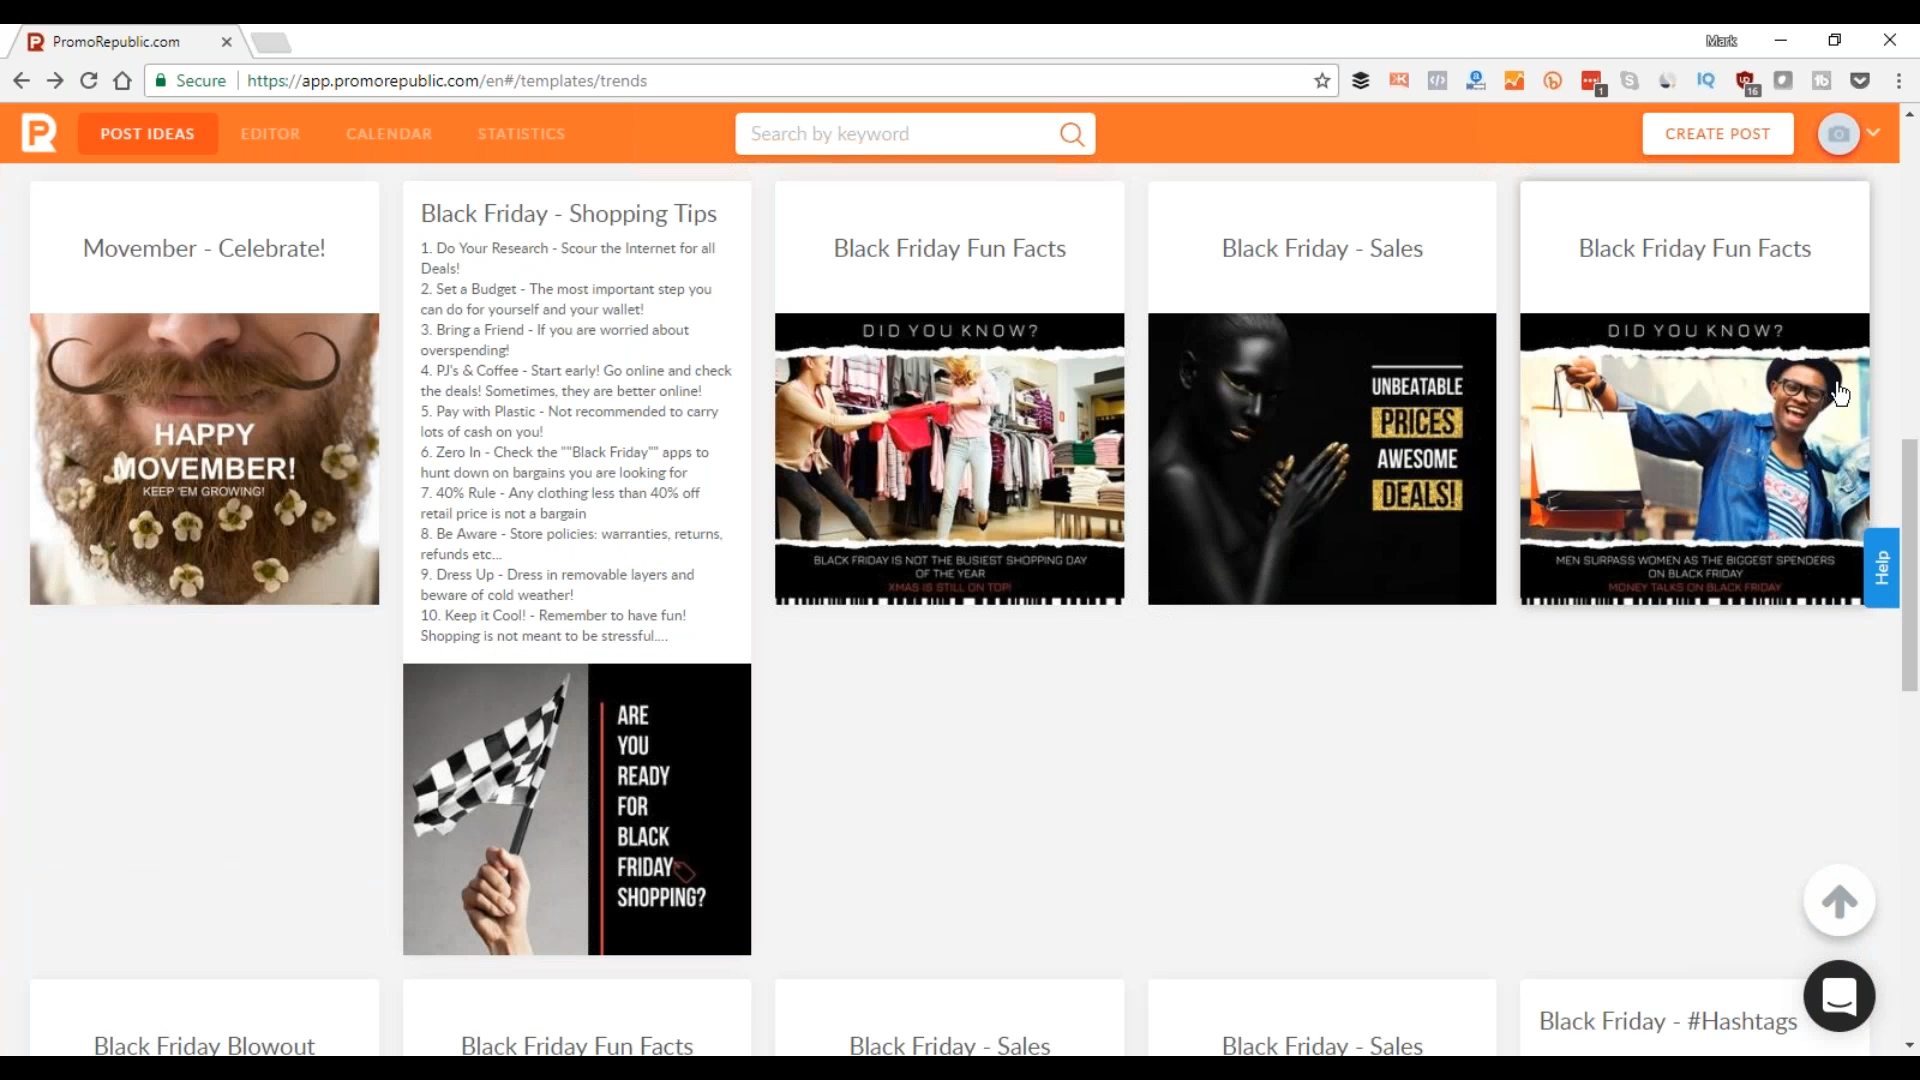 PromoRepublic.com
Mark
Secure
https://app.promorepublic.com/en#/templates/trends
1
16
POST IDEAS
EDITOR
CALENDAR
STATISTICS
Search by keyword
CREATE POST
Movember - Celebrate!
HAPPY
MOVEMBER!
KEEP 'EM GROWING!
Black Friday - Shopping Tips
1. Do Your Research - Scour the Internet for all
Deals!
2. Set a Budget - The most important step you
can do for yourself and your wallet!
3. Bring a Friend - If you are worried about
overspending!
4. PJ's & Coffee - Start early! Go online and check
the deals! Sometimes, they are better online!
5. Pay with Plastic - Not recommended to carry
lots of cash on you!
6. Zero In - Check the ""Black Friday"" apps to
hunt down on bargains you are looking for
7. 40% Rule - Any clothing less than 40% off
retail price is not a bargain
8. Be Aware - Store policies: warranties, returns,
refunds etc...
9. Dress Up - Dress in removable layers and
beware of cold weather!
10. Keep it Cool! - Remember to have fun!
Shopping is not meant to be stressful....
ARE
YOU
READY
FOR
BLACK
FRIDAY
SHOPPING?
Black Friday Fun Facts
DID YOU KNOW?
BLACK FRIDAY IS NOT THE BUSIEST SHOPPING DAY
OF THE YEAR
XMAS IS STILL ON TOP!
Black Friday - Sales
UNBEATABLE
PRICES
AWESOME
DEALS!
Black Friday Fun Facts
DID YOU KNOW?
MEN SURPASS WOMEN AS THE BIGGEST SPENDERS
ON BLACK FRIDAY
MONEY TALKS ON BLACK FRIDAY
Help
Black Friday Blowout
Black Friday Fun Facts
Black Friday - Sales
Black Friday - Sales
Black Friday - #Hashtags